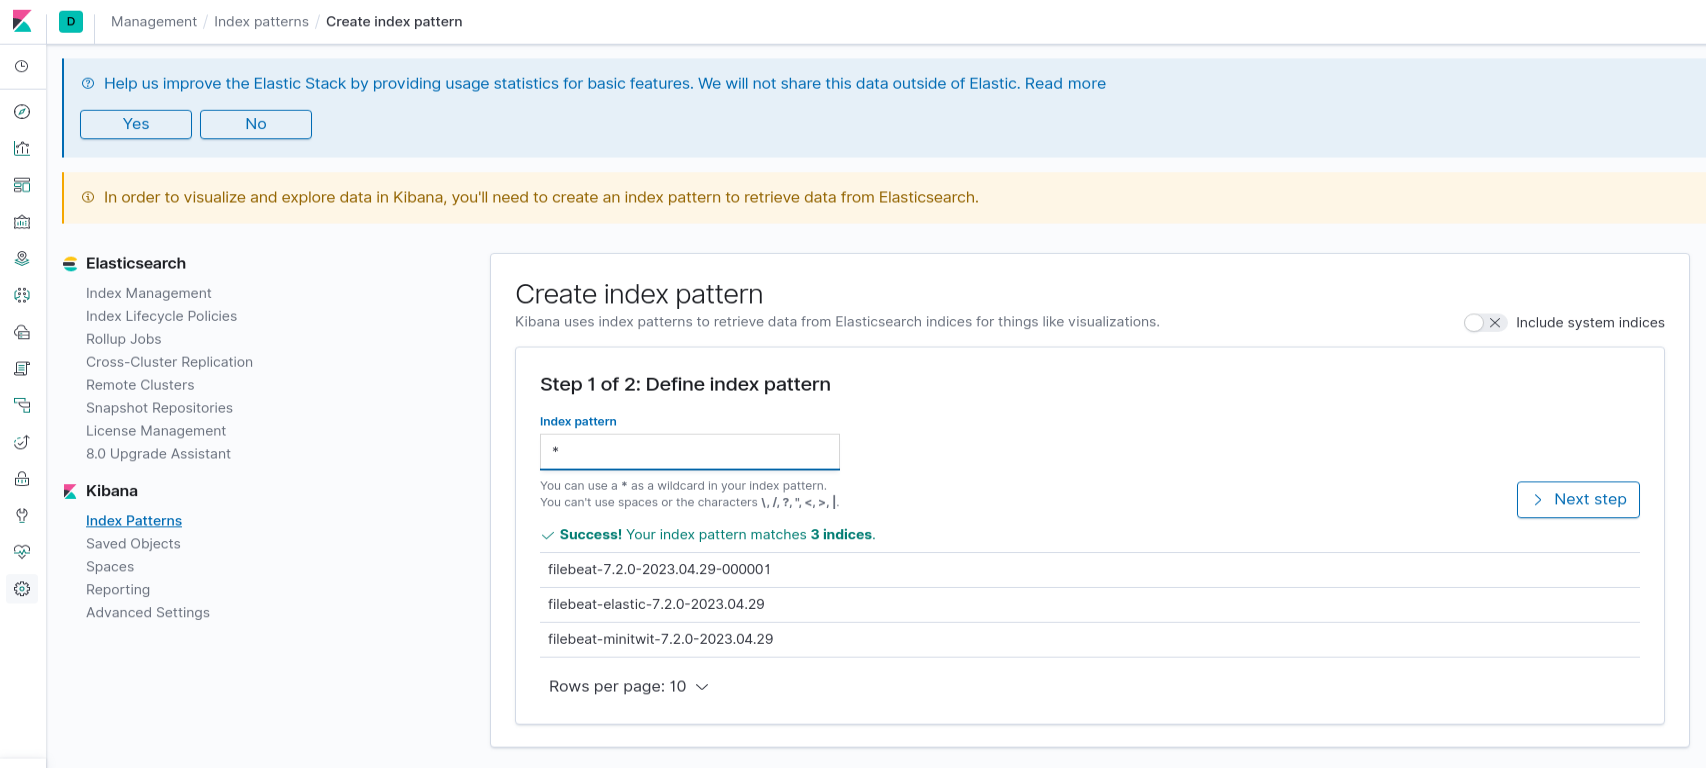 D Management / Index patterns / Create index pattern
Help us improve the Elastic Stack by providing usage statistics for basic features. We will not share this data outside of Elastic. Read more
Yes No
In order to visualize and explore data in Kibana, you'll need to create an index pattern to retrieve data from Elasticsearch.
Elasticsearch
Index Management
Index Lifecycle Policies
Rollup Jobs
Cross-Cluster Replication
Remote Clusters
Snapshot Repositories
License Management
8.0 Upgrade Assistant
Kibana
Index Patterns
Saved Objects
Spaces
Reporting
Advanced Settings
Create index pattern
Kibana uses index patterns to retrieve data from Elasticsearch indices for things like visualizations.
Include system indices
Step 1 of 2: Define index pattern
Index pattern
*
You can use a * as a wildcard in your index pattern.
You can't use spaces or the characters \, /, ?, ", <, >, |.
Next step
Success! Your index pattern matches 3 indices.
filebeat-7.2.0-2023.04.29-000001
filebeat-elastic-7.2.0-2023.04.29
filebeat-minitwit-7.2.0-2023.04.29
Rows per page: 10